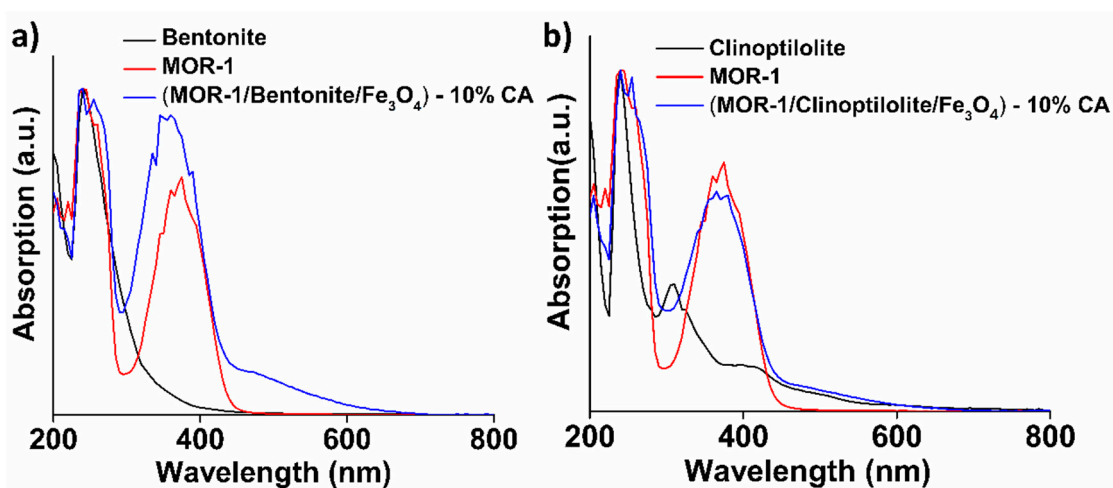 a)
Bentonite
MOR-1
(MOR-1/Bentonite/Fe₃O₄) - 10% CA
Absorption (a.u.)
200
400
600
800
Wavelength (nm)
b)
Clinoptilolite
MOR-1
(MOR-1/Clinoptilolite/Fe₃O₄) - 10% CA
Absorption(a.u.)
200
400
600
800
Wavelength (nm)